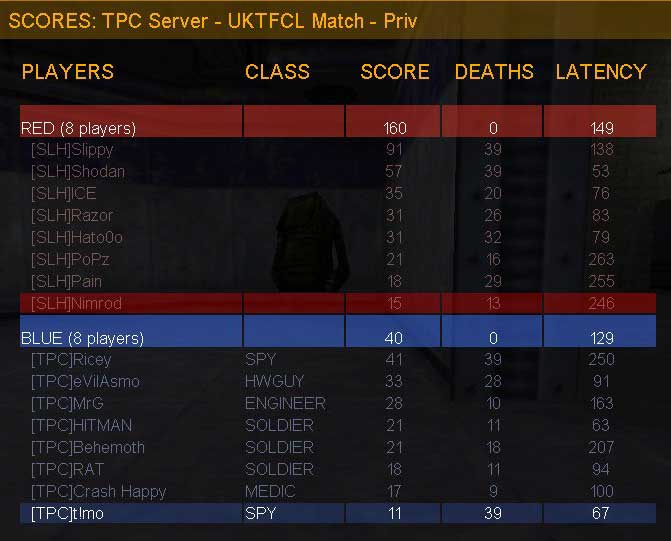 SCORES: TPC Server - UKTFCL Match - Priv
PLAYERS CLASS SCORE DEATHS LATENCY
RED (8 players) 160 0 149
[SLH]Slippy 91 39 138
[SLH]Shodan 57 39 53
[SLH]ICE 35 20 76
[SLH]Razor 31 26 83
[SLH]Hato0o 31 32 79
[SLH]PoPz 21 16 263
[SLH]Pain 18 29 255
[SLH]Nimrod 15 13 246
BLUE (8 players) 40 0 129
[TPC]Ricey SPY 41 39 250
[TPC]eVilAsmo HWGUY 33 28 91
[TPC]MrG ENGINEER 28 10 163
[TPC]HITMAN SOLDIER 21 11 63
[TPC]Behemoth SOLDIER 21 18 207
[TPC]RAT SOLDIER 18 11 94
[TPC]Crash Happy MEDIC 17 9 100
[TPC]t!mo SPY 11 39 67